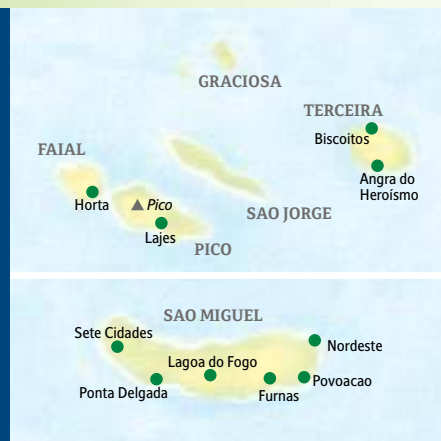 GRACIOSA
TERCEIRA
Biscoitos
FAIAL
Angra do
Heroísmo
Horta
Pico
SAO JORGE
Lajes
PICO
SAO MIGUEL
Sete Cidades
Nordeste
Lagoa do Fogo
Ponta Delgada
Furnas
Povoacao